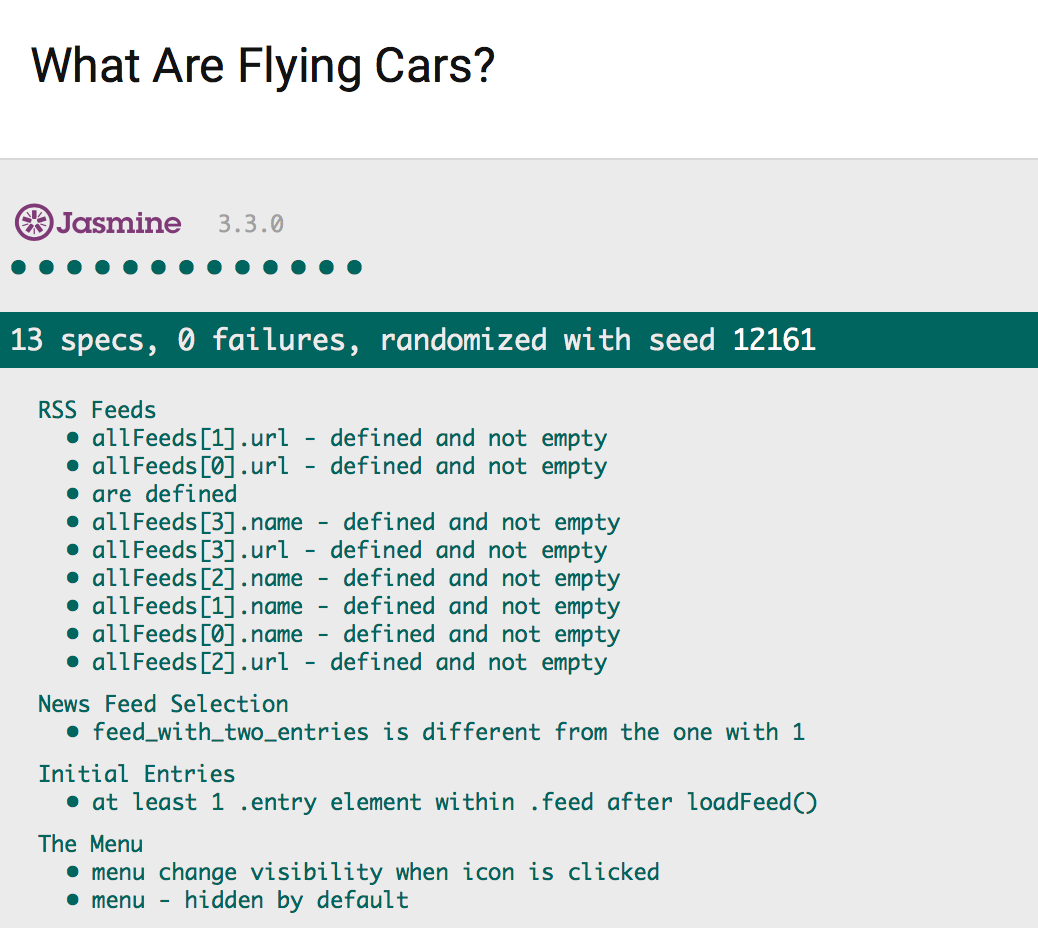 What Are Flying Cars?
Jasmine 3.3.0
13 specs, 0 failures, randomized with seed 12161
RSS Feeds
allFeeds[1].url - defined and not empty
allFeeds[0].url - defined and not empty
are defined
allFeeds[3].name - defined and not empty
allFeeds[3].url - defined and not empty
allFeeds[2].name - defined and not empty
allFeeds[1].name - defined and not empty
allFeeds[0].name - defined and not empty
allFeeds[2].url - defined and not empty
News Feed Selection
feed_with_two_entries is different from the one with 1
Initial Entries
at least 1 .entry element within .feed after loadFeed()
The Menu
menu change visibility when icon is clicked
menu - hidden by default